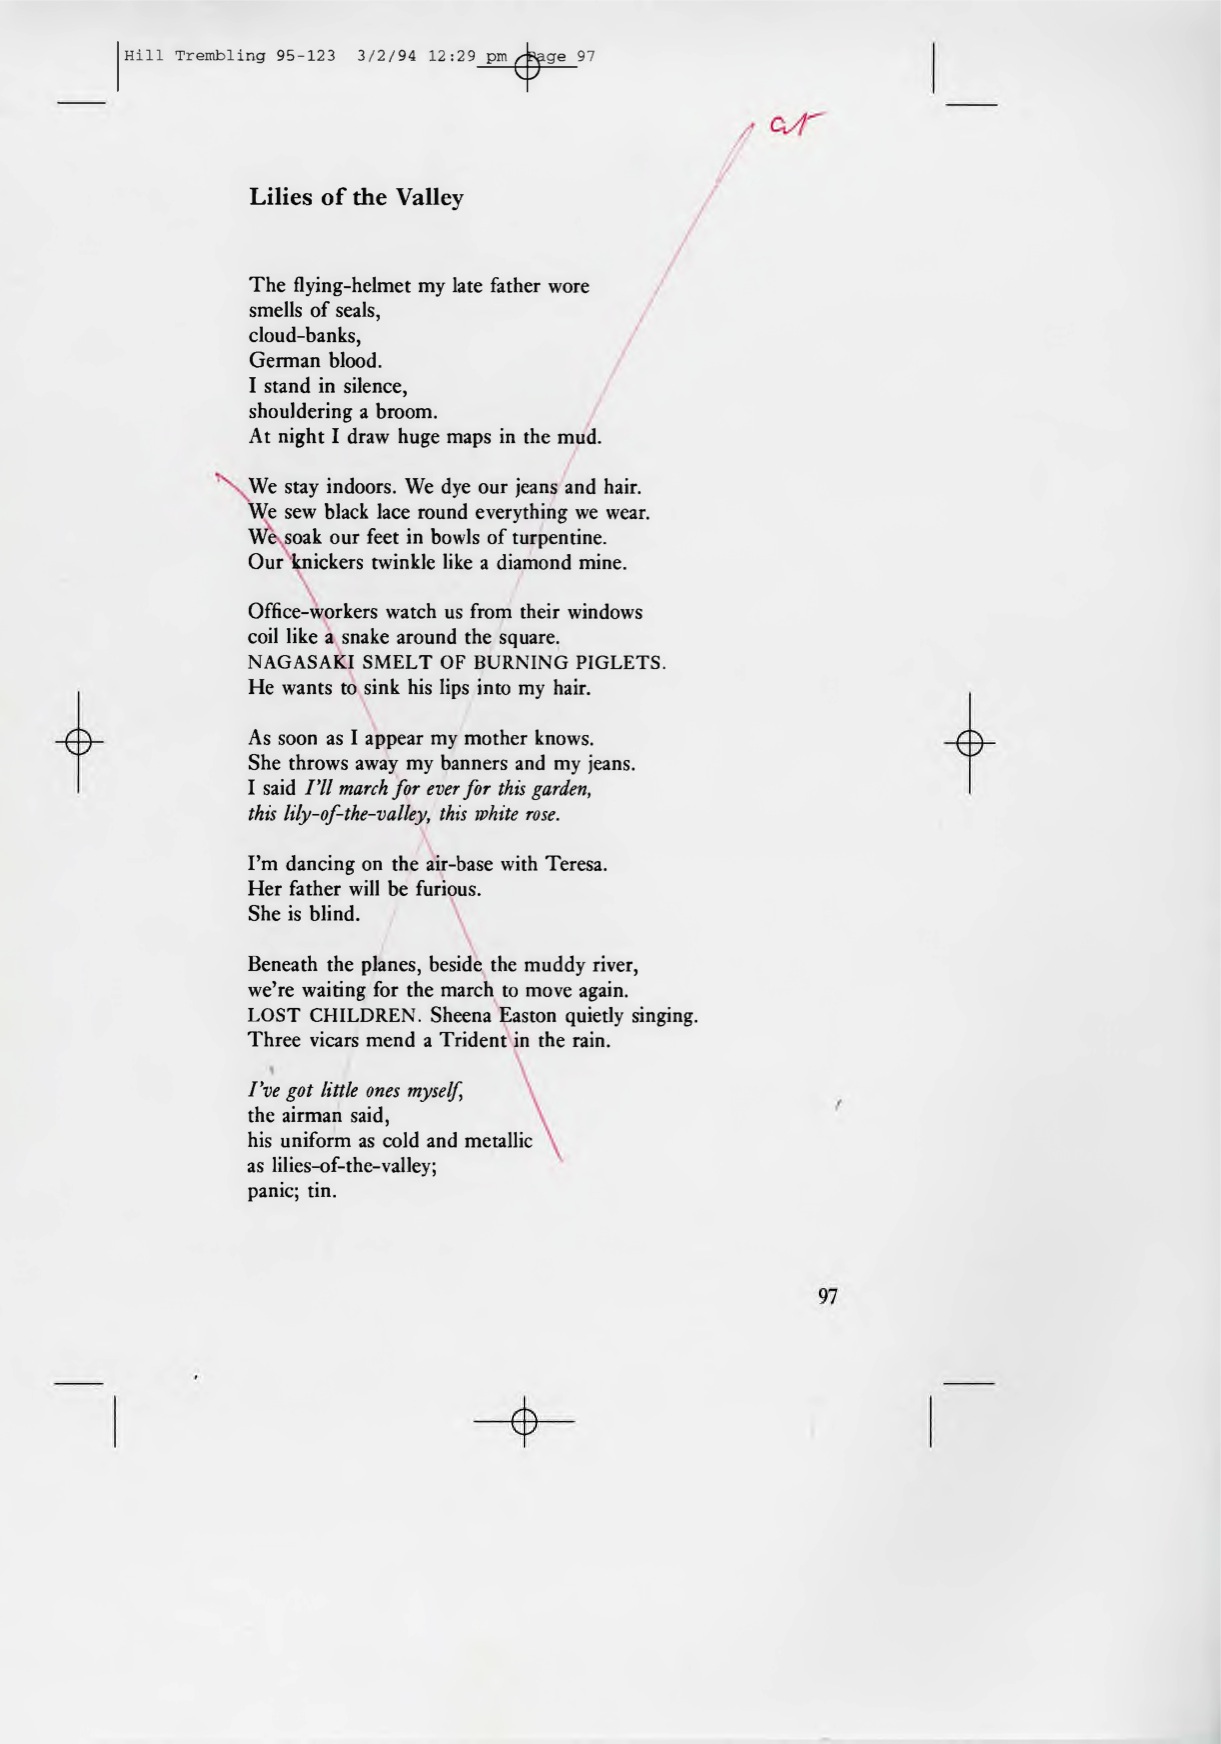 Hill Trembling 95-123 3/2/94 12:29 pm Page 97
Lilies of the Valley
The flying-helmet my late father wore
smells of seals,
cloud-banks,
German blood.
I stand in silence,
shouldering a broom.
At night I draw huge maps in the mud.
We stay indoors. We dye our jeans and hair.
We sew black lace round everything we wear.
We soak our feet in bowls of turpentine.
Our knickers twinkle like a diamond mine.
Office-workers watch us from their windows
coil like a snake around the square.
NAGASAKI SMELT OF BURNING PIGLETS.
He wants to sink his lips into my hair.
As soon as I appear my mother knows.
She throws away my banners and my jeans.
I said I'll march for ever for this garden,
this lily-of-the-valley, this white rose.
I'm dancing on the air-base with Teresa.
Her father will be furious.
She is blind.
Beneath the planes, beside the muddy river,
we're waiting for the march to move again.
LOST CHILDREN. Sheena Easton quietly singing.
Three vicars mend a Trident in the rain.
I've got little ones myself,
the airman said,
his uniform as cold and metallic
as lilies-of-the-valley;
panic; tin.
97